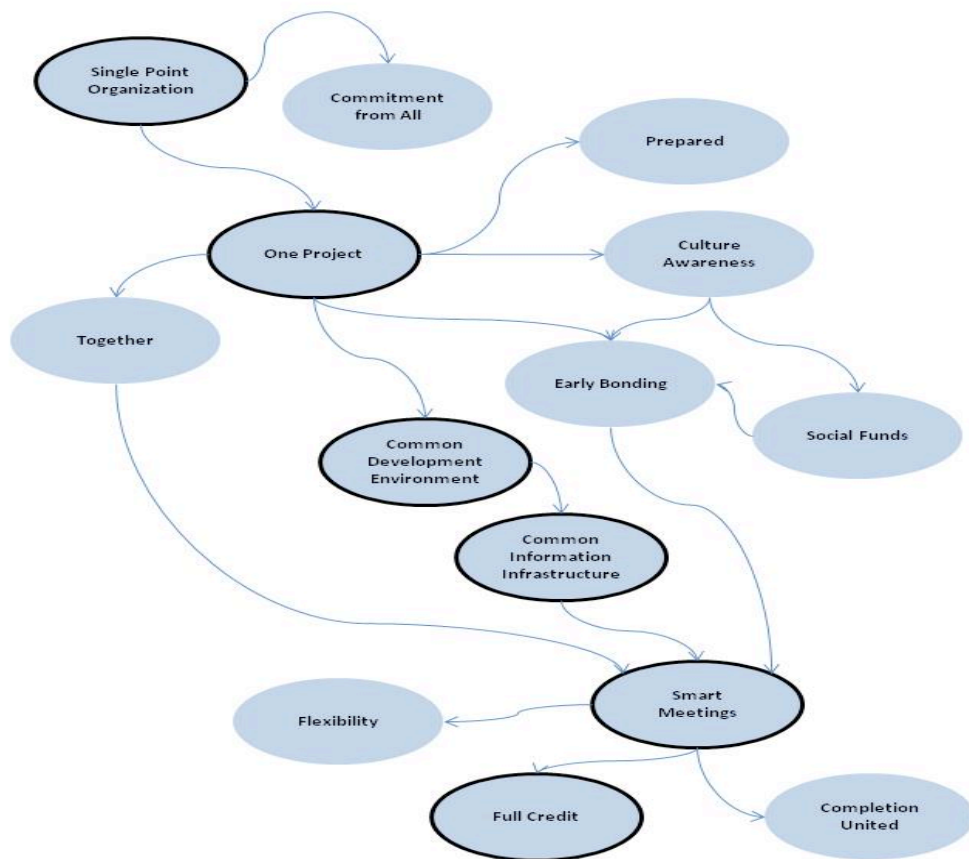 Single Point
Organization
Commitment
from All
Prepared
One Project
Culture
Awareness
Together
Early Bonding
Social Funds
Common
Development
Environment
Common
Information
Infrastructure
Smart
Meetings
Flexibility
Full Credit
Completion
United